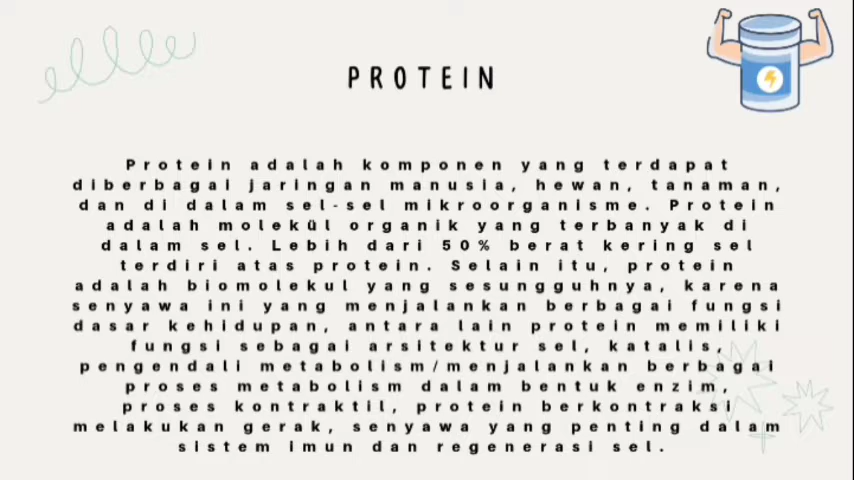 PROTEIN
Protein adalah komponen yang terdapat
diberbagai jaringan manusia, hewan, tanaman,
dan di dalam sel-sel mikroorganisme. Protein
adalah molekül organik yang terbanyak di
dalam sel. Lebih dari 50% berat kering sel
terdiri atas protein. Selain itu, protein
adalah biomolekul yang sesungguhnya, karena
senyawa ini yang menjalankan berbagai fungsi
dasar kehidupan, antara lain protein memiliki
fungsi sebagai arsitektur sel, katalis,
pengendali metabolism/menjalankan berbagai
proses metabolism dalam bentuk enzim,
proses kontraktil, protein berkontraksi
melakukan gerak, senyawa yang penting dalam
sistem imun dan regenerasi sel.